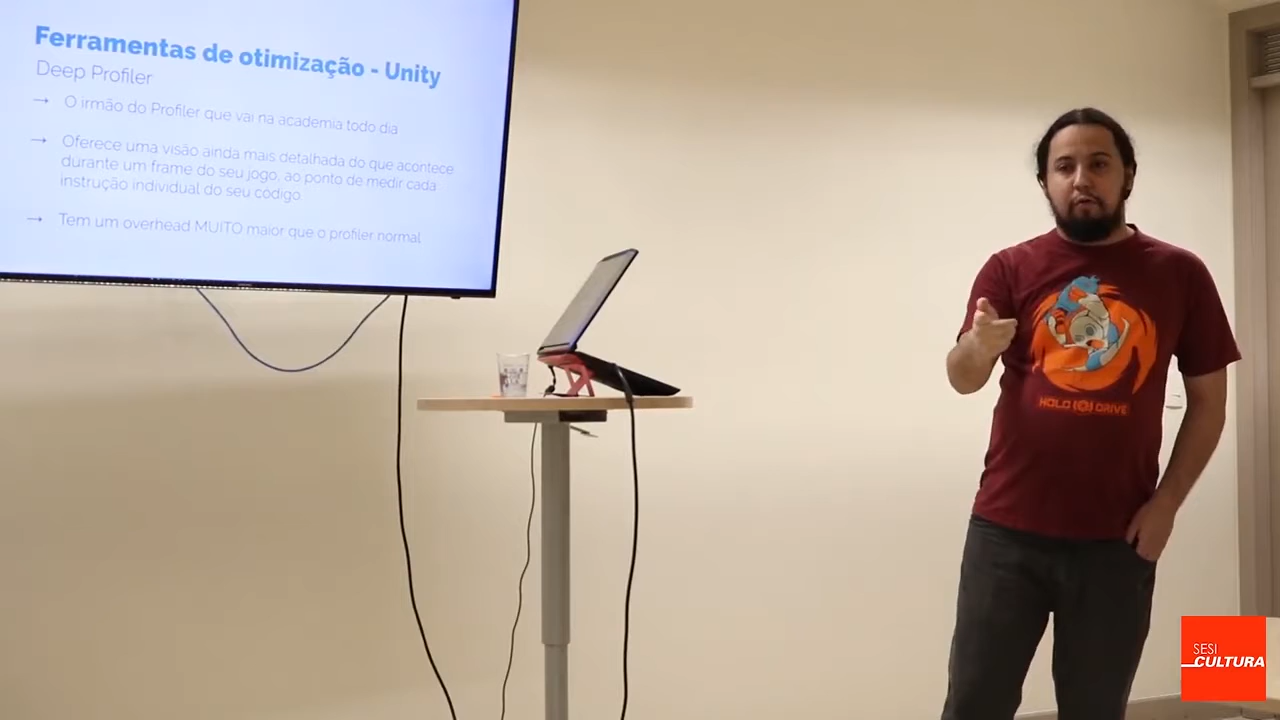 Ferramentas de otimização - Unity
Deep Profiler
→ O irmão do Profiler que vai na academia todo dia
→ Oferece uma visão ainda mais detalhada do que acontece
durante um frame do seu jogo, ao ponto de medir cada
instrução individual do seu código.
→ Tem um overhead MUITO maior que o profiler normal
HOLO DRIVE
SESI
CULTURA